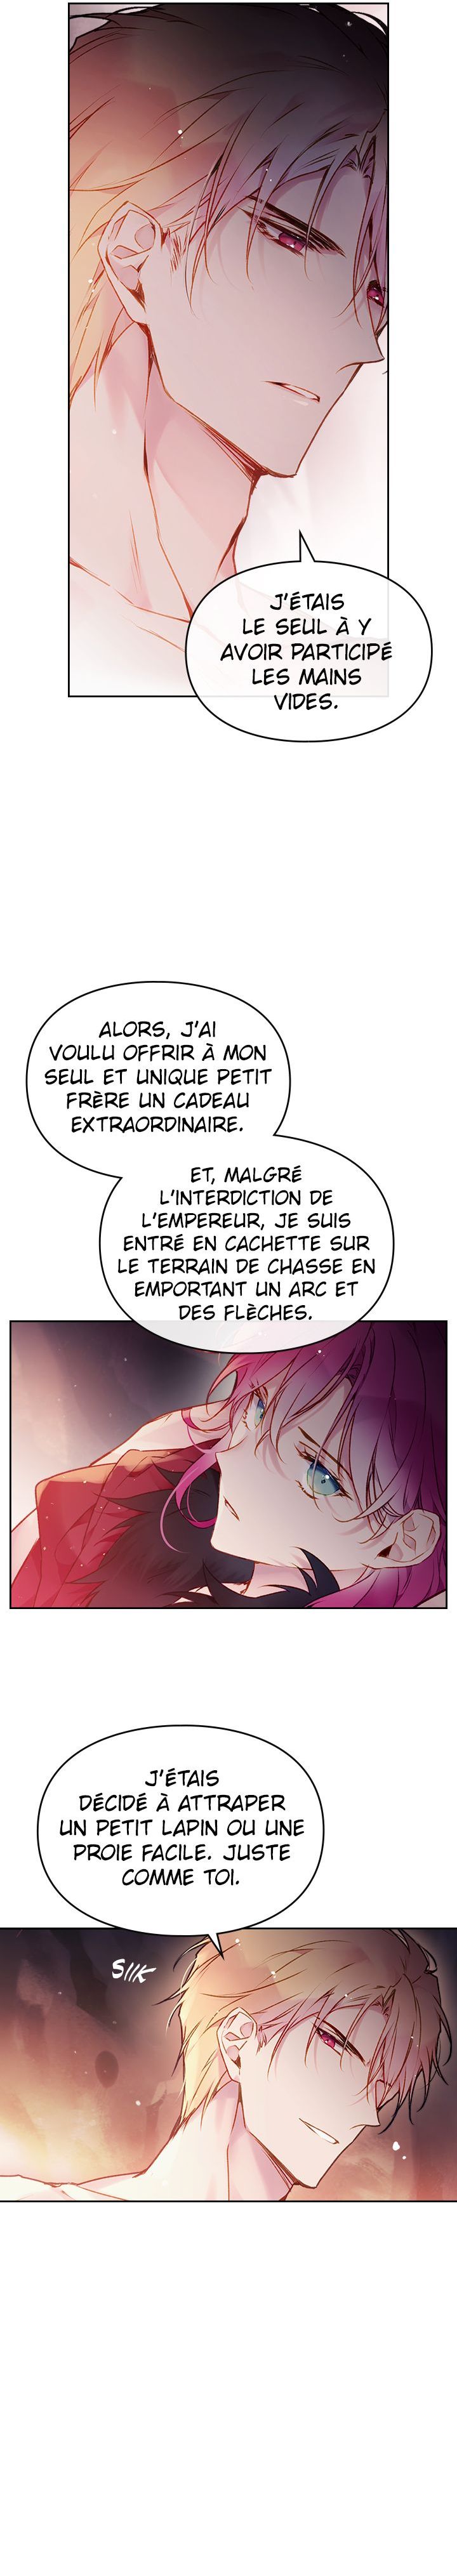 J'ÉTAIS
LE SEUL À Y
AVOIR PARTICIPÉ
LES MAINS
VIDES.
ALORS, J'AI
VOULU OFFRIR À MON
SEUL ET UNIQUE PETIT
FRÈRE UN CADEAU
EXTRAORDINAIRE.
ET, MALGRÉ
L'INTERDICTION DE
L'EMPEREUR, JE SUIS
ENTRÉ EN CACHETTE SUR
LE TERRAIN DE CHASSE EN
EMPORTANT UN ARC ET
DES FLÈCHES.
J'ÉTAIS
DÉCIDÉ À ATTRAPER
UN PETIT LAPIN OU UNE
PROIE FACILE. JUSTE
COMME TOI.
SIIK